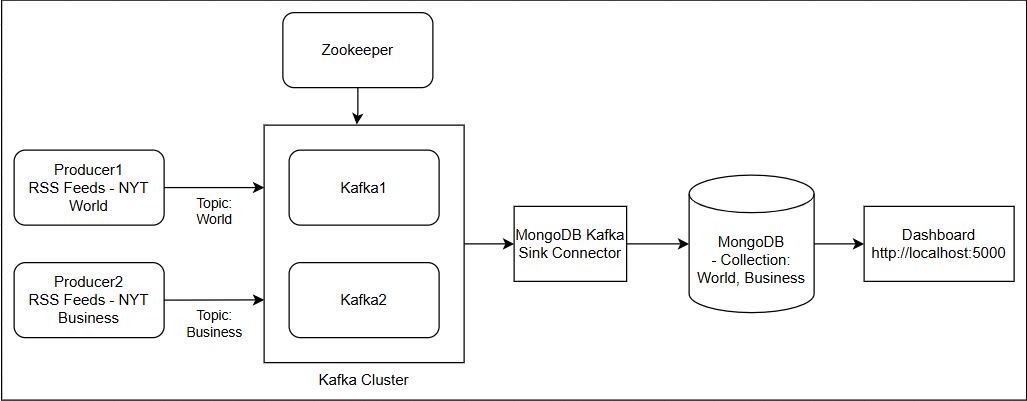 Zookeeper
Producer1
RSS Feeds - NYT
World
Topic:
World
Kafka1
Producer2
RSS Feeds - NYT
Business
Topic:
Business
Kafka2
Kafka Cluster
MongoDB Kafka
Sink Connector
MongoDB
- Collection:
World, Business
Dashboard
http://localhost:5000